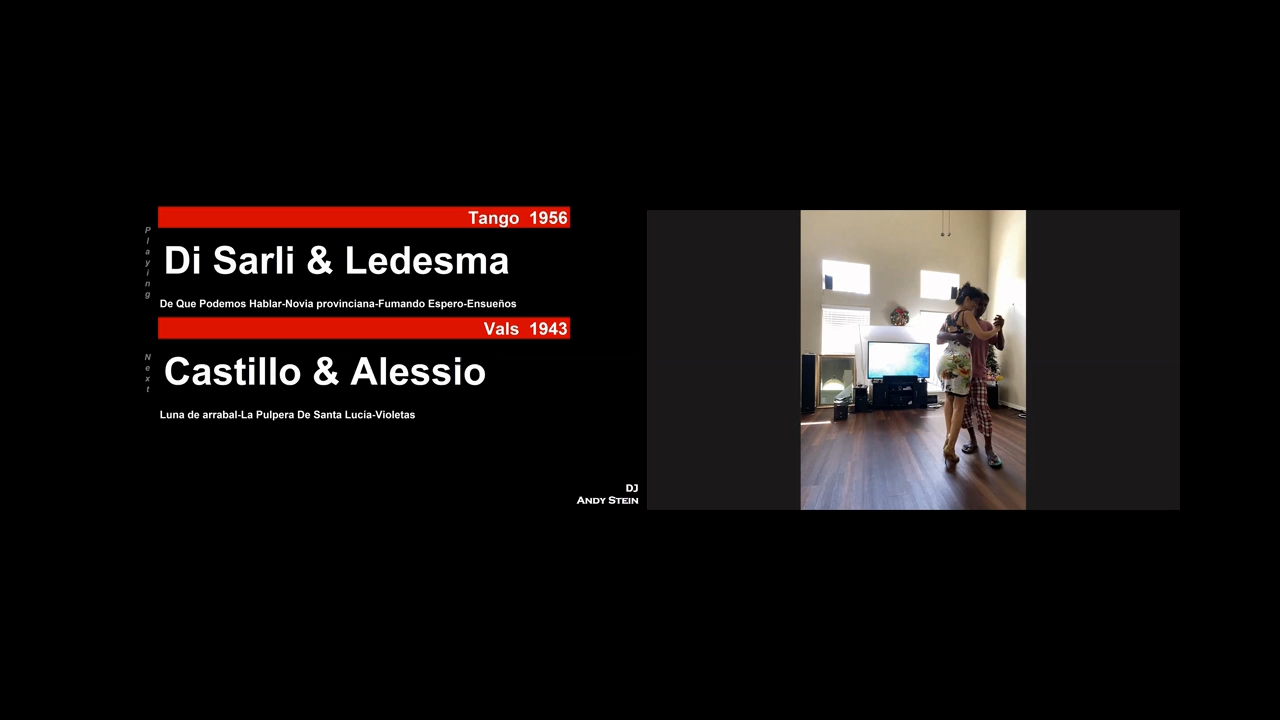 Tango 1956
Playing
Di Sarli & Ledesma
De Que Podemos Hablar-Novia provinciana-Fumando Espero-Ensueños
Vals 1943
Next
Castillo & Alessio
Luna de arrabal-La Pulpera De Santa Lucía-Violetas
DJ
ANDY STEIN